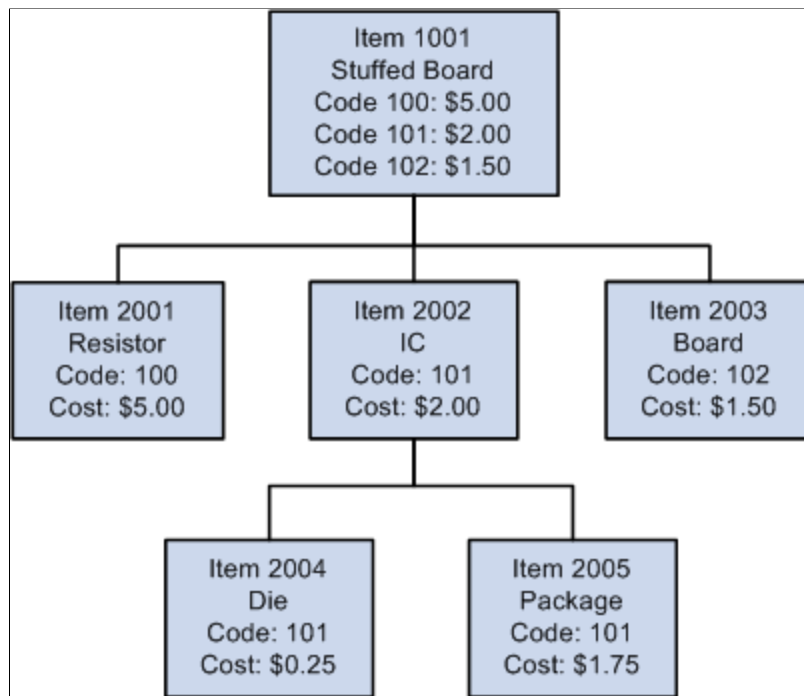 Item 1001
Stuffed Board
Code 100: $5.00
Code 101: $2.00
Code 102: $1.50
Item 2001
Resistor
Code: 100
Cost: $5.00
Item 2002
IC
Code: 101
Cost: $2.00
Item 2003
Board
Code: 102
Cost: $1.50
Item 2004
Die
Code: 101
Cost: $0.25
Item 2005
Package
Code: 101
Cost: $1.75